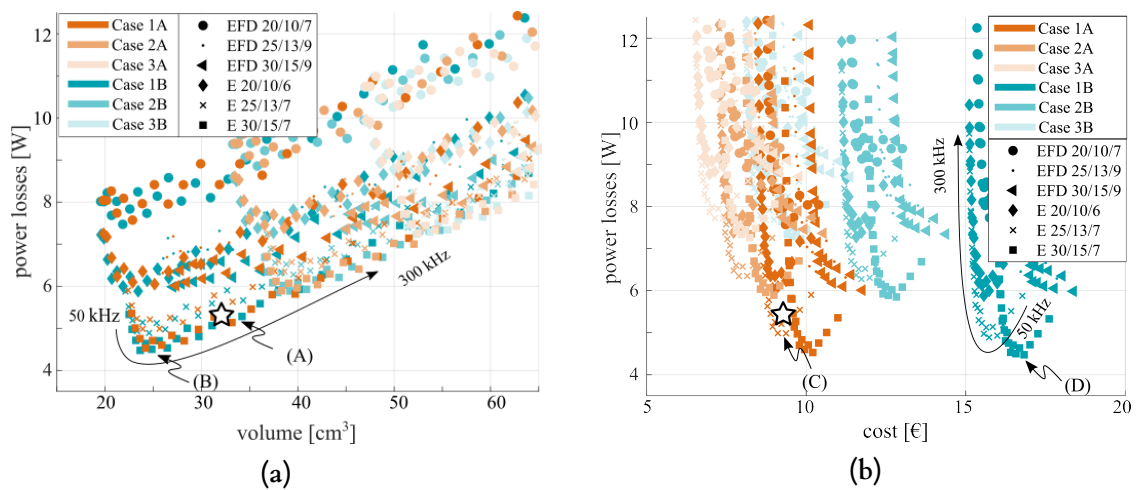 12
10
8
6
4
power losses [W]
20
30
40
50
60
volume [cm³]
Case 1A
Case 2A
Case 3A
Case 1B
Case 2B
Case 3B
EFD 20/10/7
EFD 25/13/9
EFD 30/15/9
E 20/10/6
E 25/13/7
E 30/15/7
50 kHz
300 kHz
(A)
(B)
(a)
12
10
8
6
4
power losses [W]
5
10
15
20
cost [€]
Case 1A
Case 2A
Case 3A
Case 1B
Case 2B
Case 3B
EFD 20/10/7
EFD 25/13/9
EFD 30/15/9
E 20/10/6
E 25/13/7
E 30/15/7
300 kHz
50 kHz
(C)
(D)
(b)